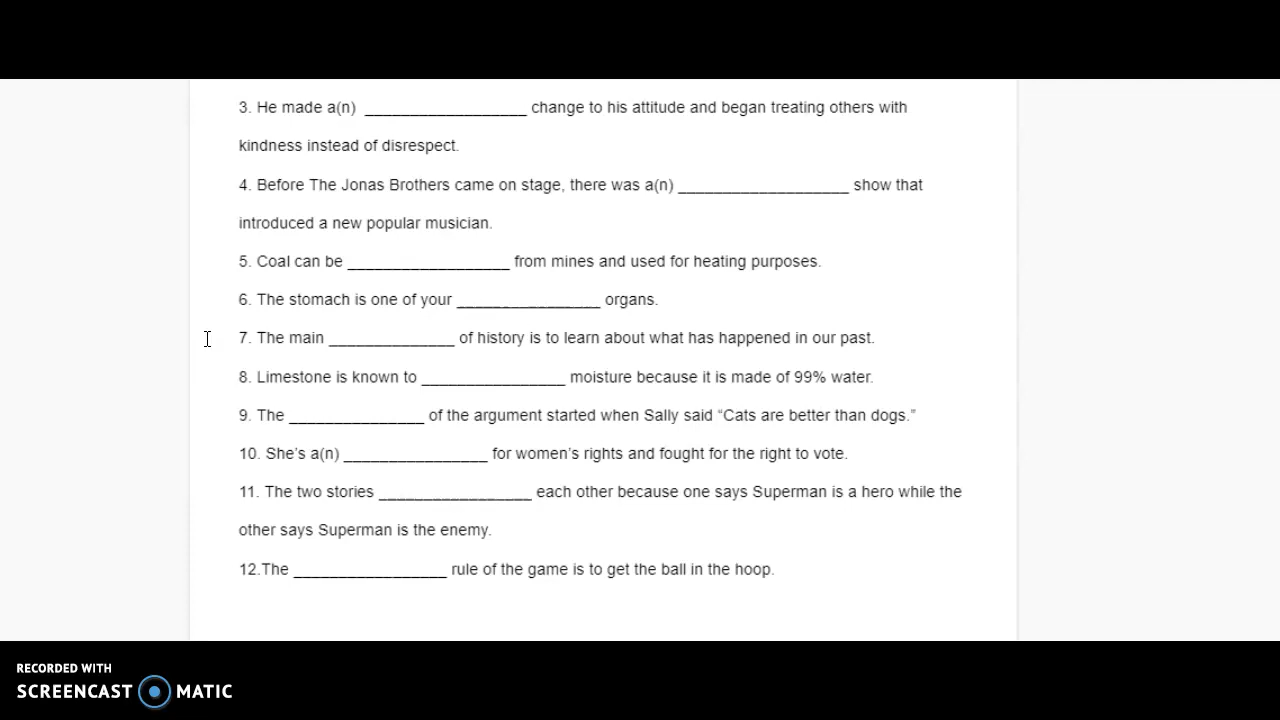 3. He made a(n) __________________ change to his attitude and began treating others with
kindness instead of disrespect.
4. Before The Jonas Brothers came on stage, there was a(n) ___________________ show that
introduced a new popular musician.
5. Coal can be __________________ from mines and used for heating purposes.
6. The stomach is one of your ________________ organs.
7. The main ______________ of history is to learn about what has happened in our past.
8. Limestone is known to ________________ moisture because it is made of 99% water.
9. The _______________ of the argument started when Sally said “Cats are better than dogs.”
10. She’s a(n) ________________ for women’s rights and fought for the right to vote.
11. The two stories _________________ each other because one says Superman is a hero while the
other says Superman is the enemy.
12.The _________________ rule of the game is to get the ball in the hoop.
RECORDED WITH
SCREENCAST MATIC